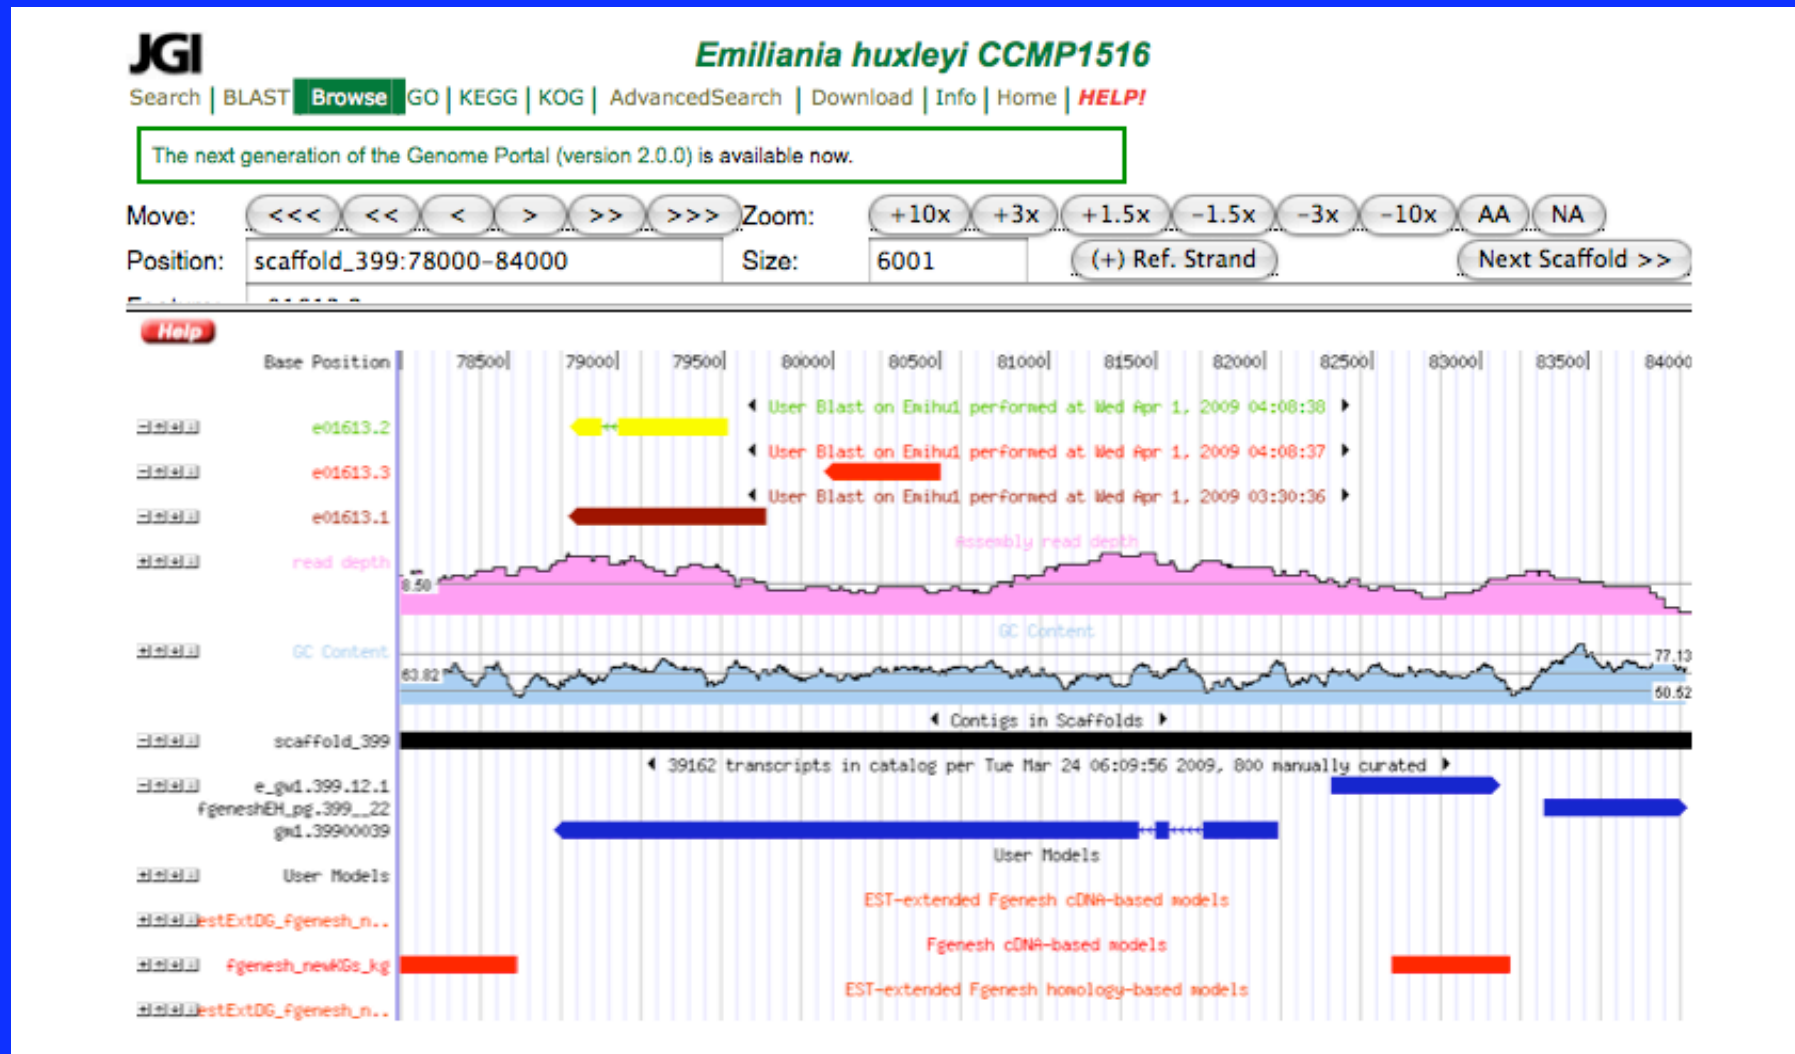 JGI
Emiliania huxleyi CCMP1516
Search | BLAST Browse GO | KEGG | KOG | AdvancedSearch | Download | Info | Home | HELP!
The next generation of the Genome Portal (version 2.0.0) is available now.
Move: <<< << < > >> >>> Zoom: +10x +3x +1.5x -1.5x -3x -10x AA NA
Position: scaffold_399:78000-84000 Size: 6001 (+) Ref. Strand Next Scaffold >>
Help
Base Position 78500 79000 79500 80000 80500 81000 81500 82000 82500 83000 83500 84000
User Blast on Emihu1 performed at Wed Apr 1, 2009 04:08:38
e01613.2
User Blast on Emihu1 performed at Wed Apr 1, 2009 04:08:37
e01613.3
User Blast on Emihu1 performed at Wed Apr 1, 2009 03:30:36
e01613.1
Assembly read depth
read depth
8.50
GC Content
GC Content
77.13
63.82
50.52
Contigs in Scaffolds
scaffold_399
39162 transcripts in catalog per Tue Mar 24 06:09:56 2009, 800 manually curated
e_gw1.399.12.1
fgeneshEH_pg.399__22
gm1.39900039
User Models
User Models
EST-extended Fgenesh cDNA-based models
estExtDG_fgenesh_n..
Fgenesh cDNA-based models
fgenesh_newKGs_kg
EST-extended Fgenesh homology-based models
estExtDG_fgenesh_n..